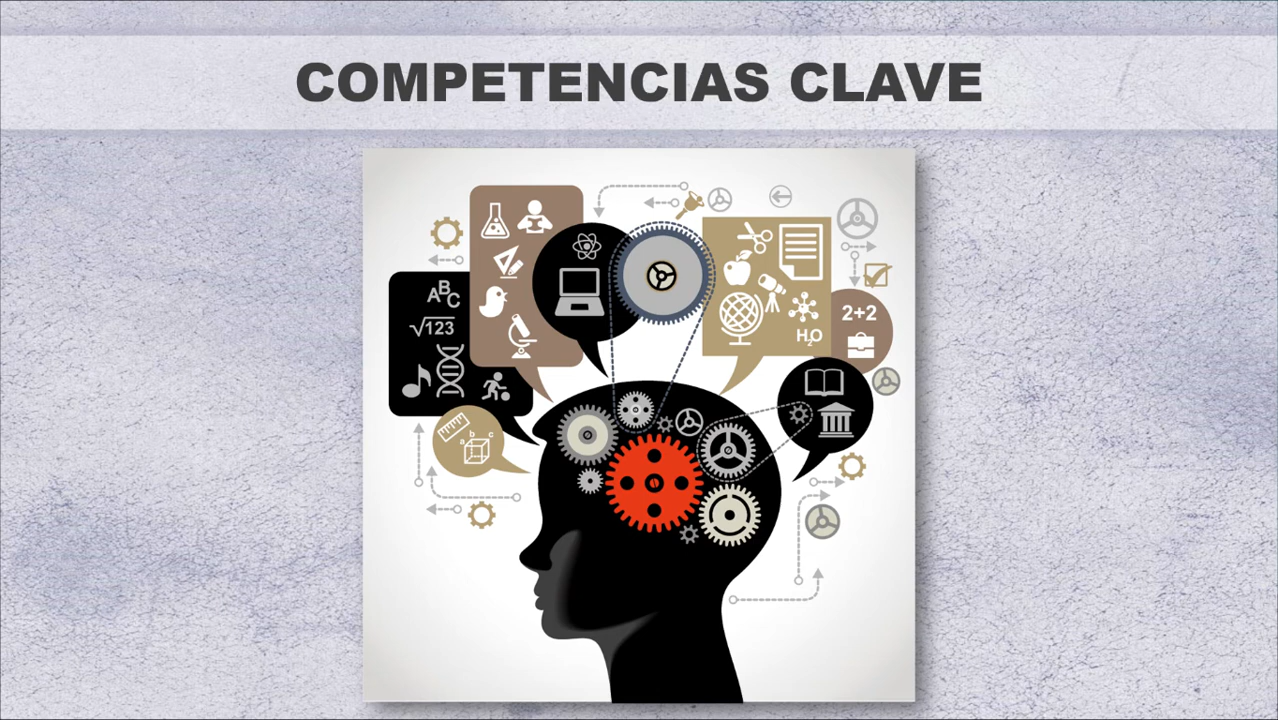 COMPETENCIAS CLAVE
ABC
√123
2+2
H₂O
a b c